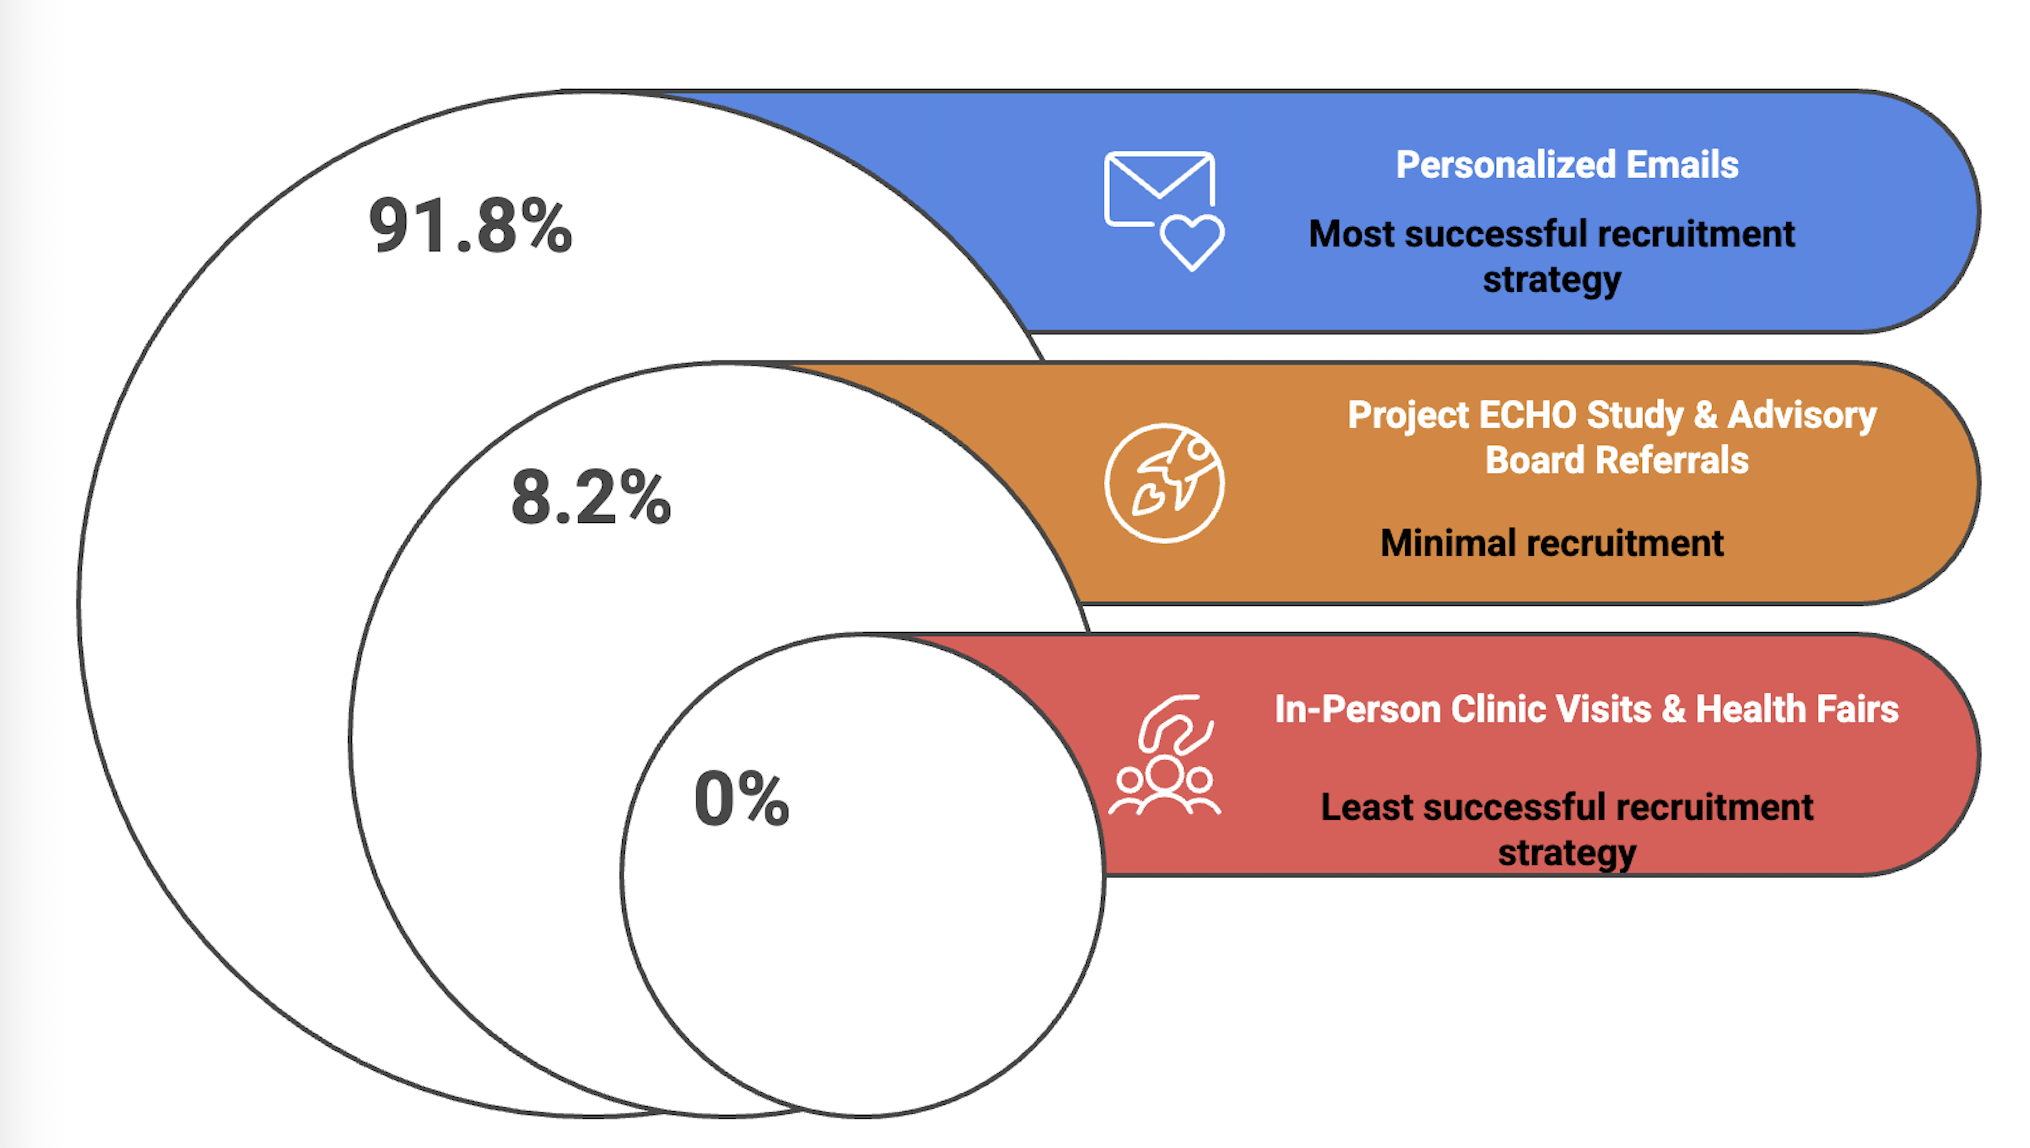 91.8%
Personalized Emails
Most successful recruitment
strategy
8.2%
Project ECHO Study & Advisory
Board Referrals
Minimal recruitment
0%
In-Person Clinic Visits & Health Fairs
Least successful recruitment
strategy